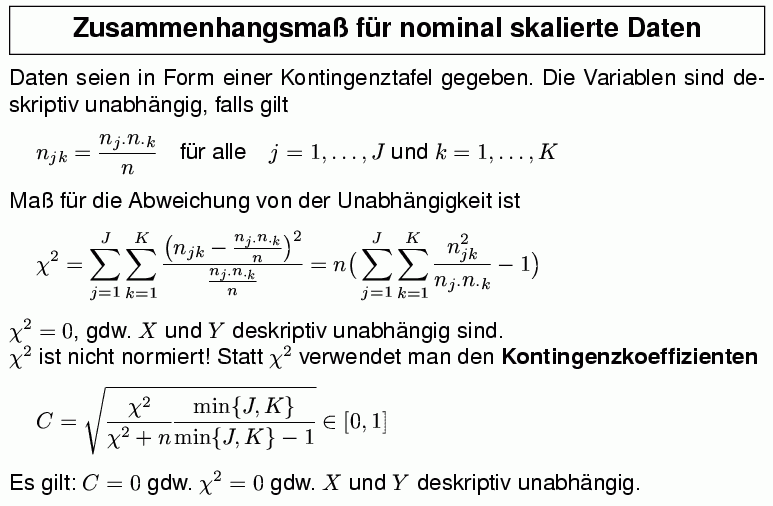 Zusammenhangsmaß für nominal skalierte Daten
Daten seien in Form einer Kontingenztafel gegeben. Die Variablen sind de-
skriptiv unabhängig, falls gilt
$n_{jk} = \frac{n_{j\cdot} n_{\cdot k}}{n}$ für alle $j = 1, \ldots, J$ und $k = 1, \ldots, K$
Maß für die Abweichung von der Unabhängigkeit ist
$\chi^2 = \sum_{j=1}^{J} \sum_{k=1}^{K} \frac{\left(n_{jk} - \frac{n_{j\cdot} n_{\cdot k}}{n}\right)^2}{\frac{n_{j\cdot} n_{\cdot k}}{n}} = n\left(\sum_{j=1}^{J} \sum_{k=1}^{K} \frac{n_{jk}^2}{n_{j\cdot} n_{\cdot k}} - 1\right)$
$\chi^2 = 0$, gdw. $X$ und $Y$ deskriptiv unabhängig sind.
$\chi^2$ ist nicht normiert! Statt $\chi^2$ verwendet man den Kontingenzkoeffizienten
$C = \sqrt{\frac{\chi^2}{\chi^2 + n} \frac{\min\{J, K\}}{\min\{J, K\} - 1}} \in [0, 1]$
Es gilt: $C = 0$ gdw. $\chi^2 = 0$ gdw. $X$ und $Y$ deskriptiv unabhängig.